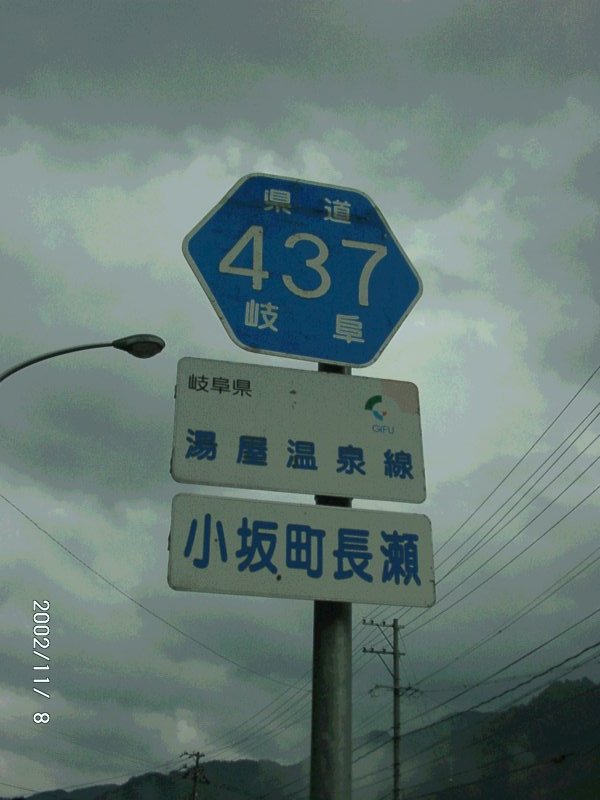 県道
437
岐阜
岐阜県
GIFU
湯屋温泉線
小坂町長瀬
2002/11/ 8